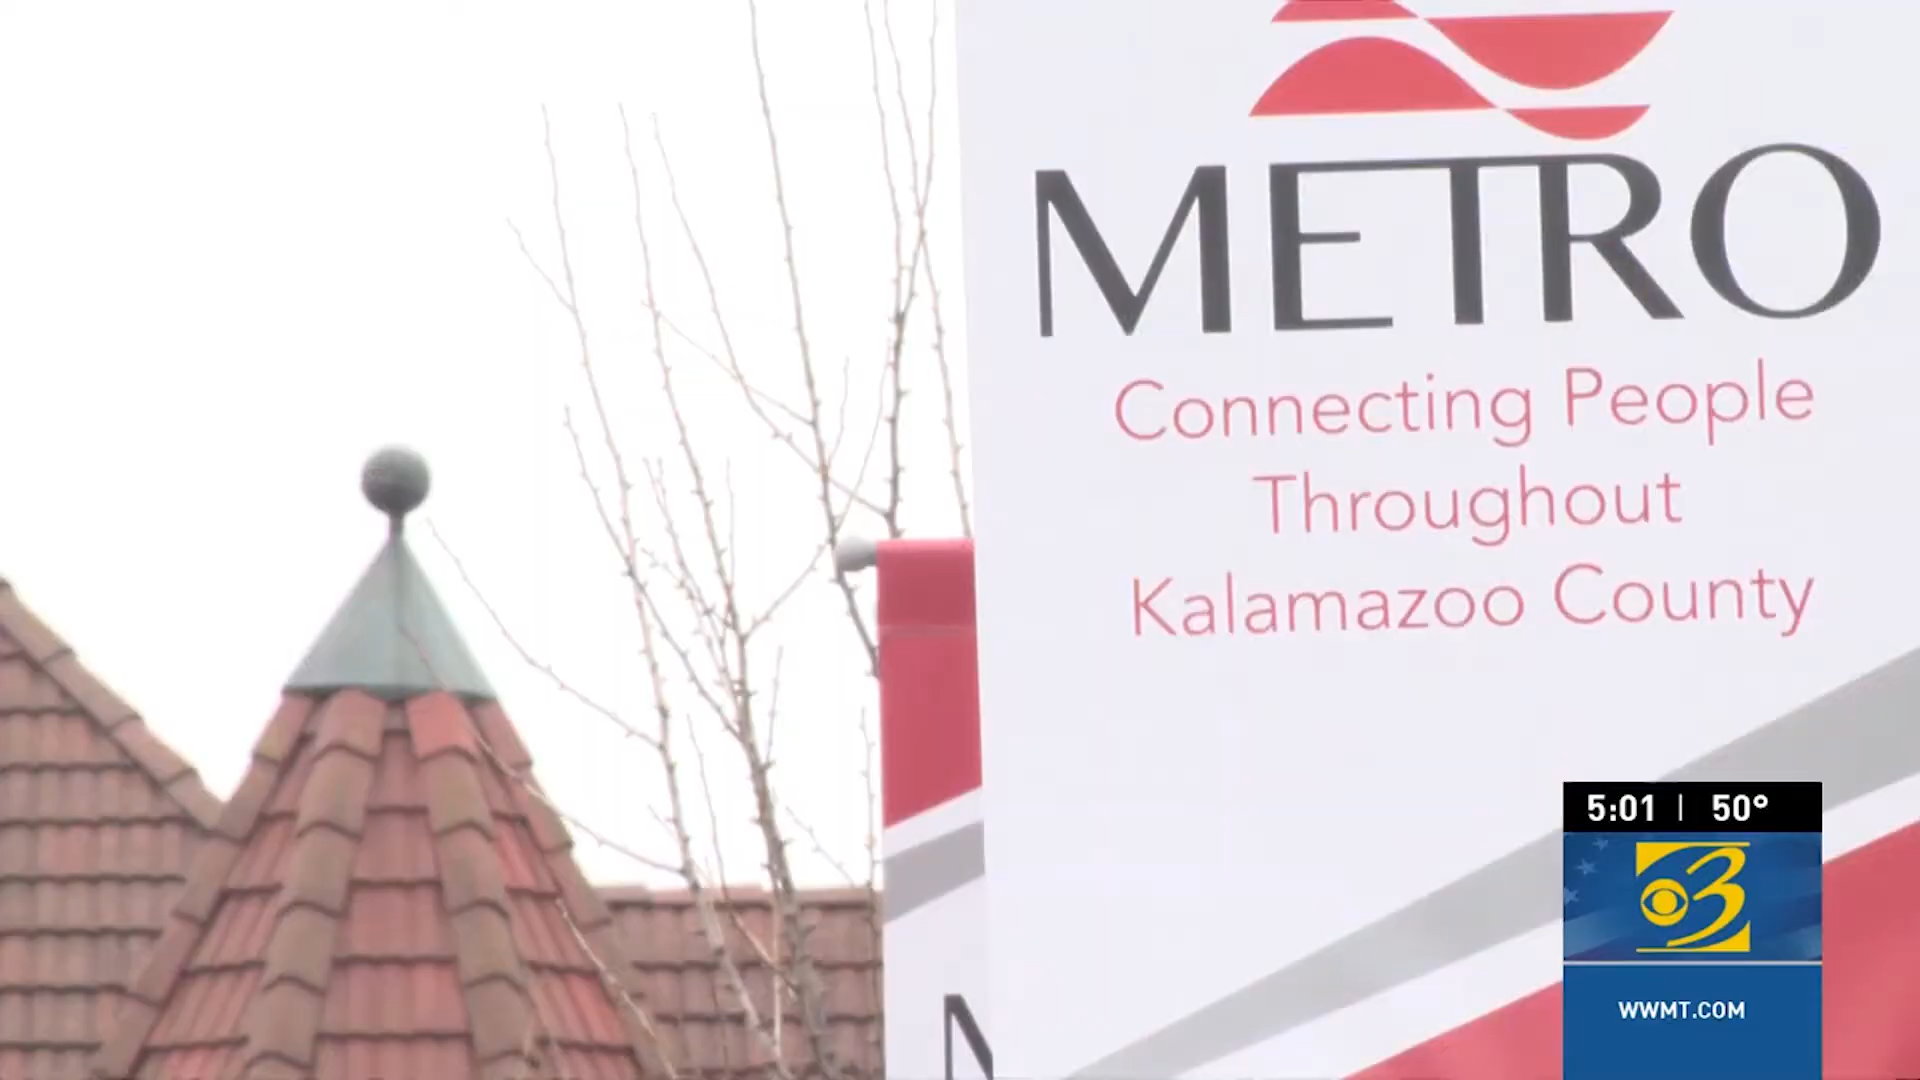 METRO
Connecting People
Throughout
Kalamazoo County
5:01 | 50°
3
WWMT.COM